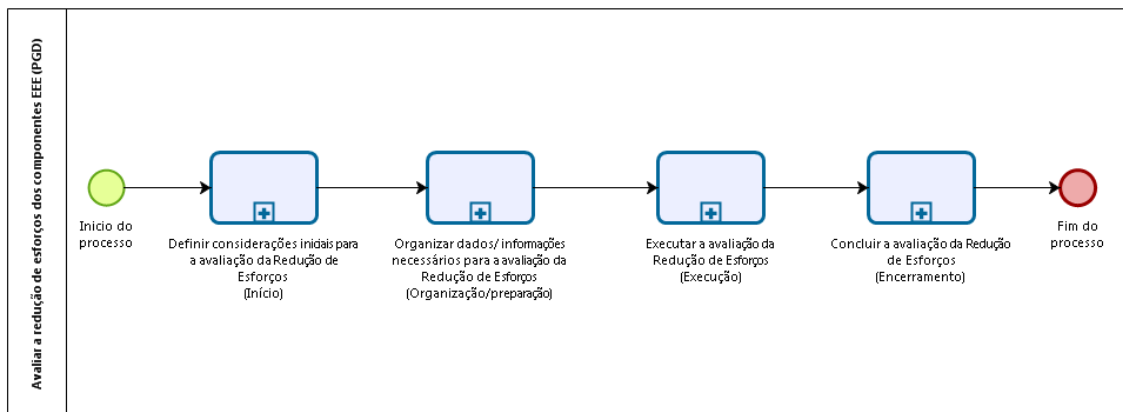 Avaliar a redução de esforços dos componentes EEE (PGD)
Inicio do
processo
Definir considerações iniciais para
a avaliação da Redução de
Esforços
(Início)
Organizar dados/ informações
necessários para a avaliação da
Redução de Esforços
(Organização/preparação)
Executar a avaliação da
Redução de Esforços
(Execução)
Concluir a avaliação da Redução
de Esforços
(Encerramento)
Fim do
processo